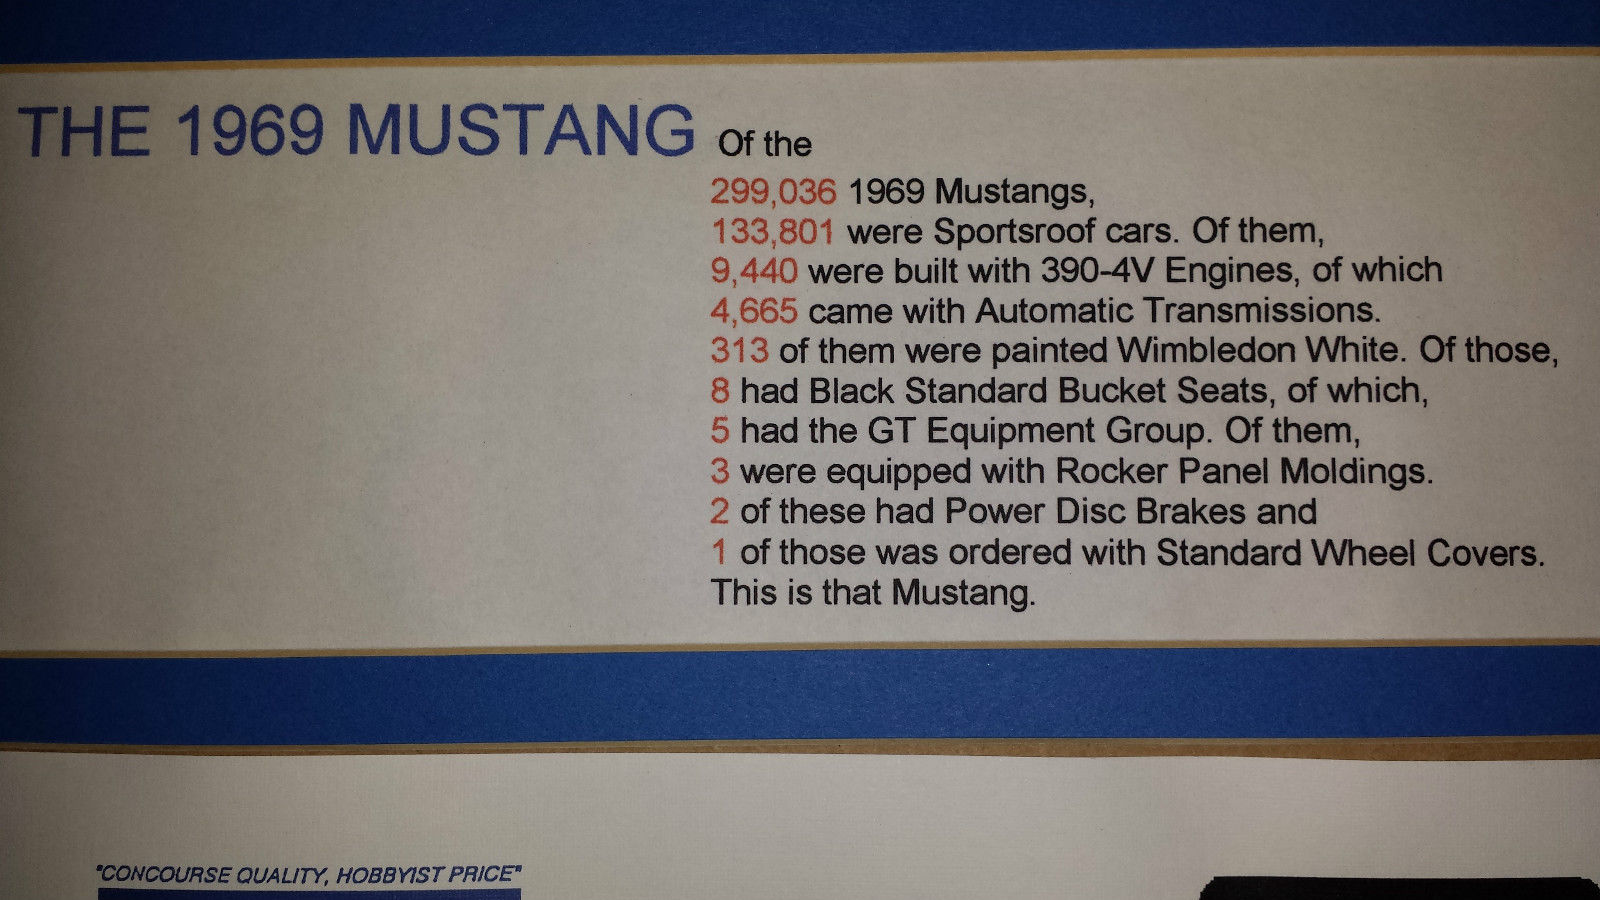 THE 1969 MUSTANG Of the
299,036 1969 Mustangs,
133,801 were Sportsroof cars. Of them,
9,440 were built with 390-4V Engines, of which
4,665 came with Automatic Transmissions.
313 of them were painted Wimbledon White. Of those,
8 had Black Standard Bucket Seats, of which,
5 had the GT Equipment Group. Of them,
3 were equipped with Rocker Panel Moldings.
2 of these had Power Disc Brakes and
1 of those was ordered with Standard Wheel Covers.
This is that Mustang.
"CONCOURSE QUALITY, HOBBYIST PRICE"